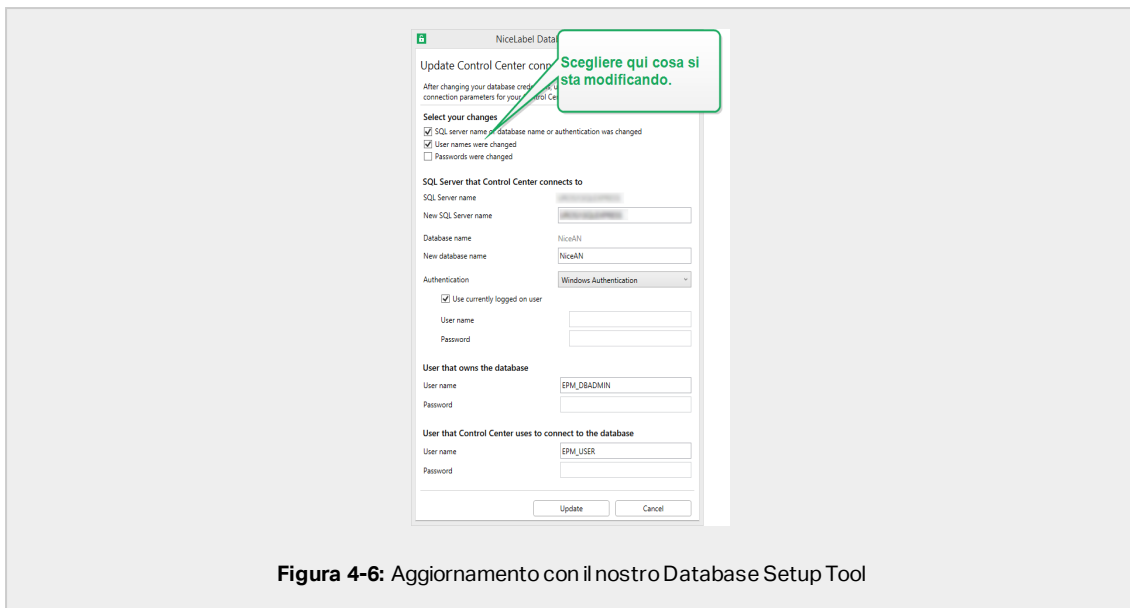 NiceLabel Data
Scegliere qui cosa si
sta modificando.
Update Control Center conn
After changing your database creden
connection parameters for your Control Ce
Select your changes
SQL server name or database name or authentication was changed
User names were changed
Passwords were changed
SQL Server that Control Center connects to
SQL Server name
New SQL Server name
Database name NiceAN
New database name NiceAN
Authentication Windows Authentication
Use currently logged on user
User name
Password
User that owns the database
User name EPM_DBADMIN
Password
User that Control Center uses to connect to the database
User name EPM_USER
Password
Update Cancel
Figura 4-6: Aggiornamento con il nostro Database Setup Tool